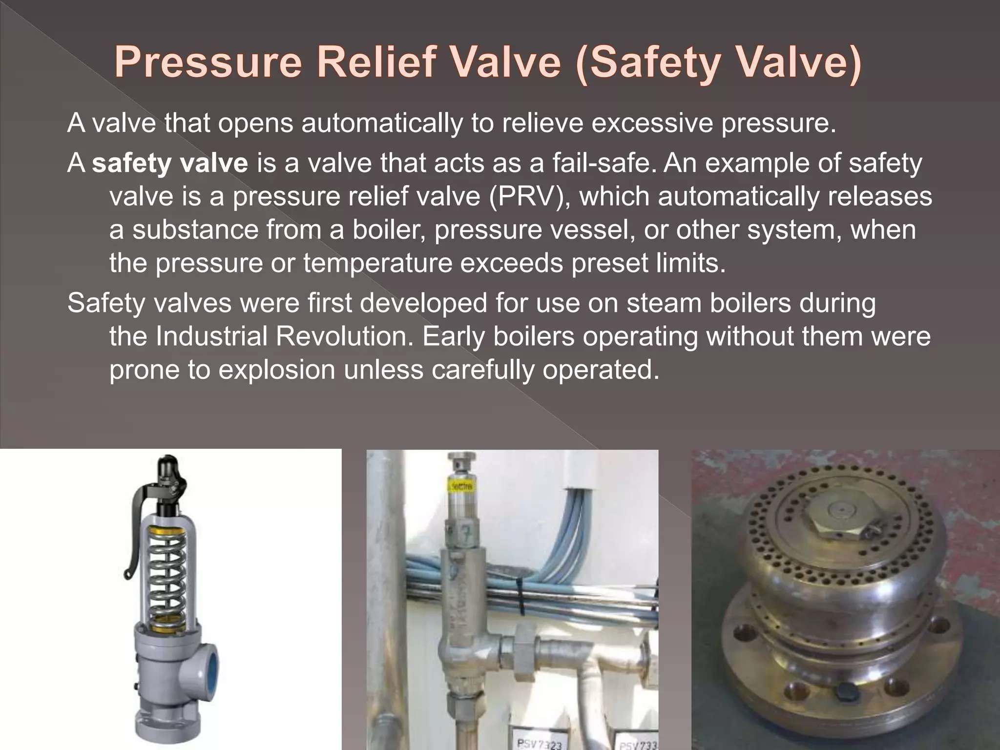 Pressure Relief Valve (Safety Valve)
A valve that opens automatically to relieve excessive pressure.
A safety valve is a valve that acts as a fail-safe. An example of safety
valve is a pressure relief valve (PRV), which automatically releases
a substance from a boiler, pressure vessel, or other system, when
the pressure or temperature exceeds preset limits.
Safety valves were first developed for use on steam boilers during
the Industrial Revolution. Early boilers operating without them were
prone to explosion unless carefully operated.
7
PSV7323